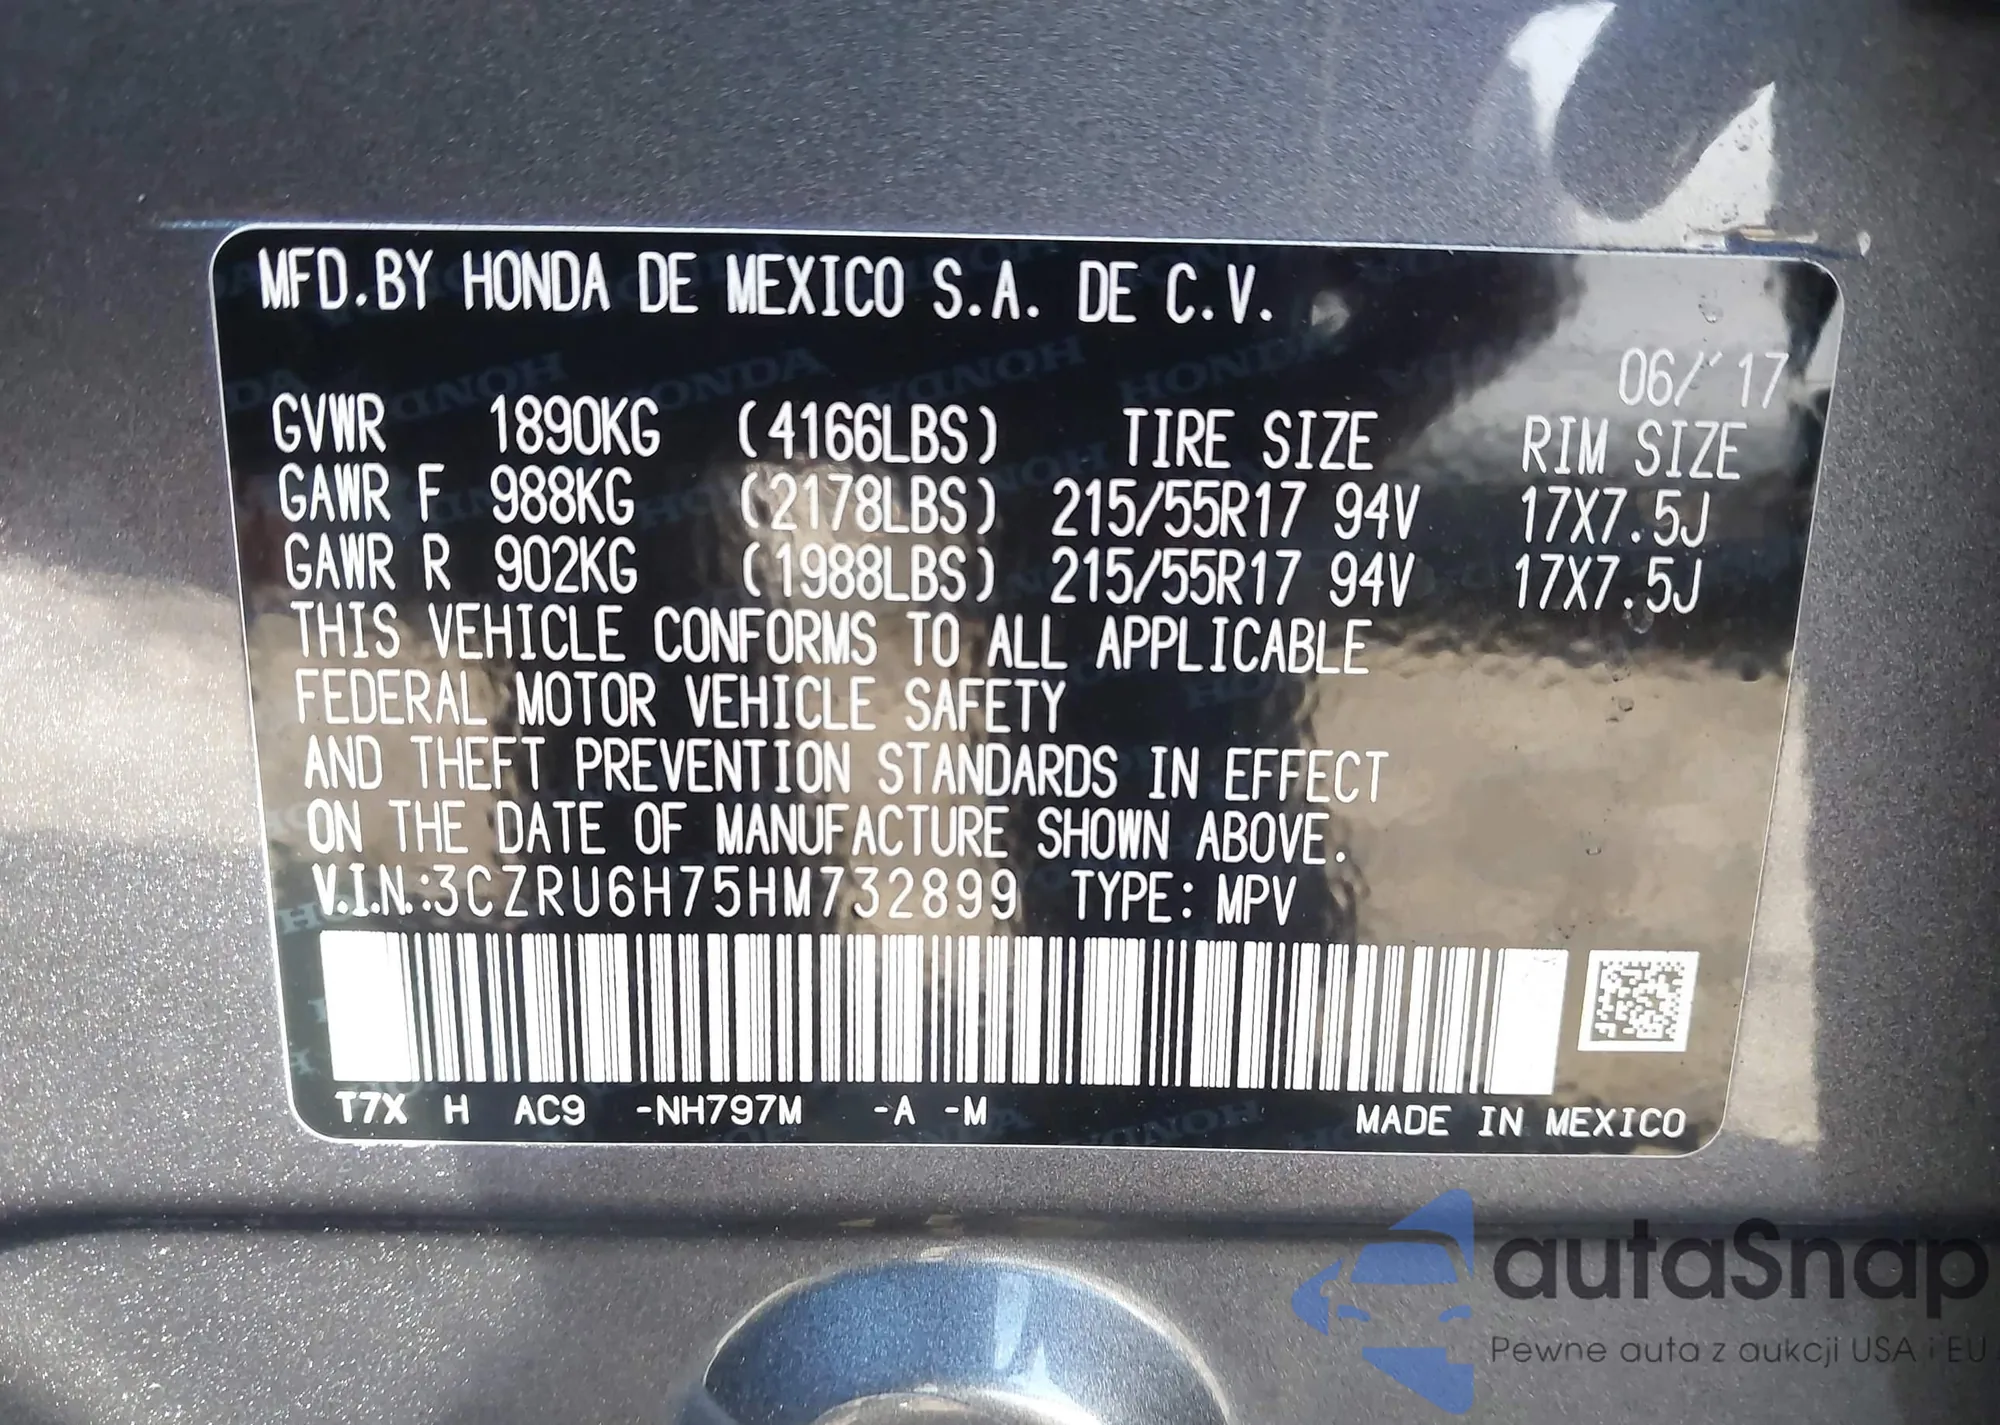 MFD.BY HONDA DE MEXICO S.A. DE C.V.
06/'17
GVWR 1890KG (4166LBS) TIRE SIZE RIM SIZE
GAWR F 988KG (2178LBS) 215/55R17 94V 17X7.5J
GAWR R 902KG (1988LBS) 215/55R17 94V 17X7.5J
THIS VEHICLE CONFORMS TO ALL APPLICABLE
FEDERAL MOTOR VEHICLE SAFETY
AND THEFT PREVENTION STANDARDS IN EFFECT
ON THE DATE OF MANUFACTURE SHOWN ABOVE.
V.I.N.:3CZRU6H75HM732899 TYPE: MPV
T7X H AC9 -NH797M -A -M MADE IN MEXICO
autaSnap
Pewne auta z aukcji USA i EU